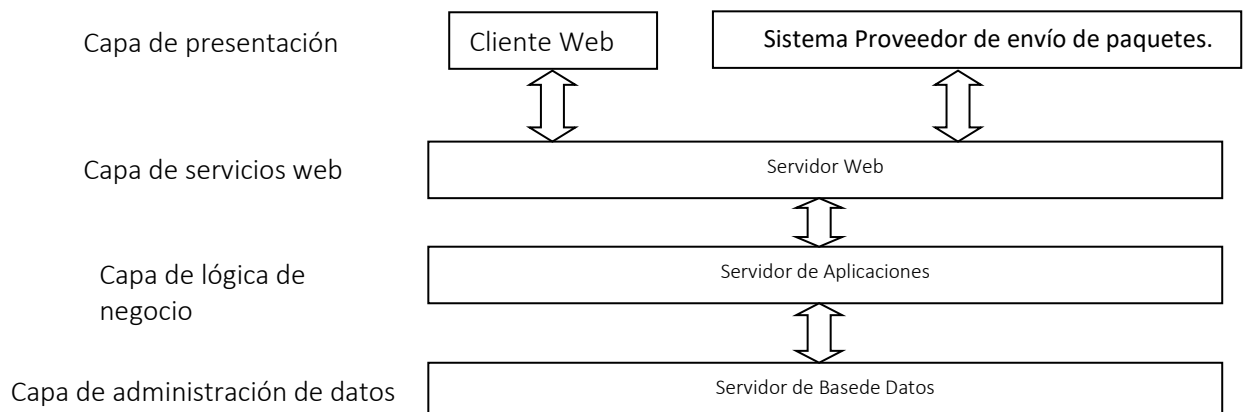 Capa de presentación
Cliente Web
Sistema Proveedor de envío de paquetes.
Capa de servicios web
Servidor Web
Capa de lógica de
negocio
Servidor de Aplicaciones
Capa de administración de datos
Servidor de Basede Datos